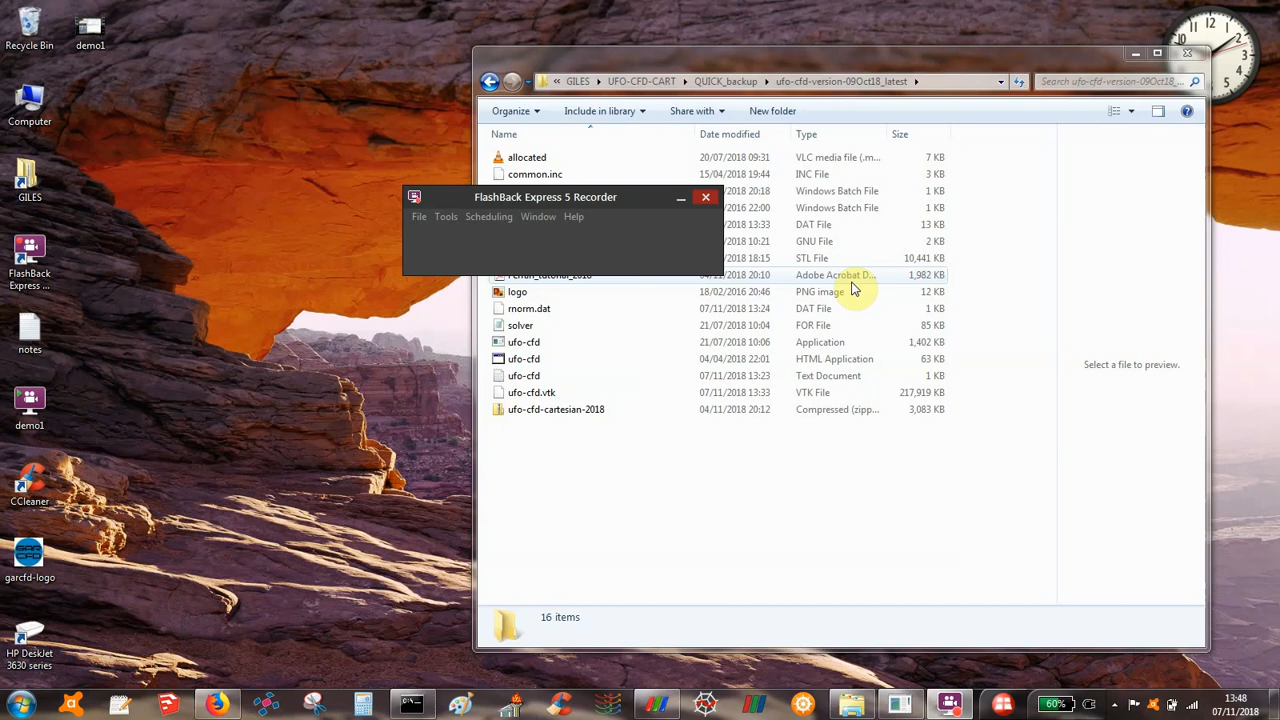 Recycle Bin
demo1
Computer
GILES
FlashBack
Express ...
notes
demo1
CCleaner
garcfd-logo
HP Deskjet
3630 series
12
« GILES UFO-CFD-CART QUICK_backup ufo-cfd-version-09Oct18_latest
Search ufo-cfd-version-09Oct18_...
Organize Include in library Share with New folder
Name Date modified Type Size
allocated 20/07/2018 09:31 VLC media file (.m... 7 KB
common.inc 15/04/2018 19:44 INC File 3 KB
2018 20:18 Windows Batch File 1 KB
2016 22:00 Windows Batch File 1 KB
2018 13:33 DAT File 13 KB
2018 10:21 GNU File 2 KB
2018 18:15 STL File 10,441 KB
2018 20:10 Adobe Acrobat D... 1,982 KB
logo 18/02/2016 20:46 PNG image 12 KB
rnorm.dat 07/11/2018 13:24 DAT File 1 KB
solver 21/07/2018 10:04 FOR File 85 KB
ufo-cfd 21/07/2018 10:06 Application 1,402 KB
ufo-cfd 04/04/2018 22:01 HTML Application 63 KB
ufo-cfd 07/11/2018 13:23 Text Document 1 KB
ufo-cfd.vtk 07/11/2018 13:33 VTK File 217,919 KB
ufo-cfd-cartesian-2018 04/11/2018 20:12 Compressed (zipp... 3,083 KB
FlashBack Express 5 Recorder
File Tools Scheduling Window Help
Select a file to preview.
16 items
60%
13:48
07/11/2018